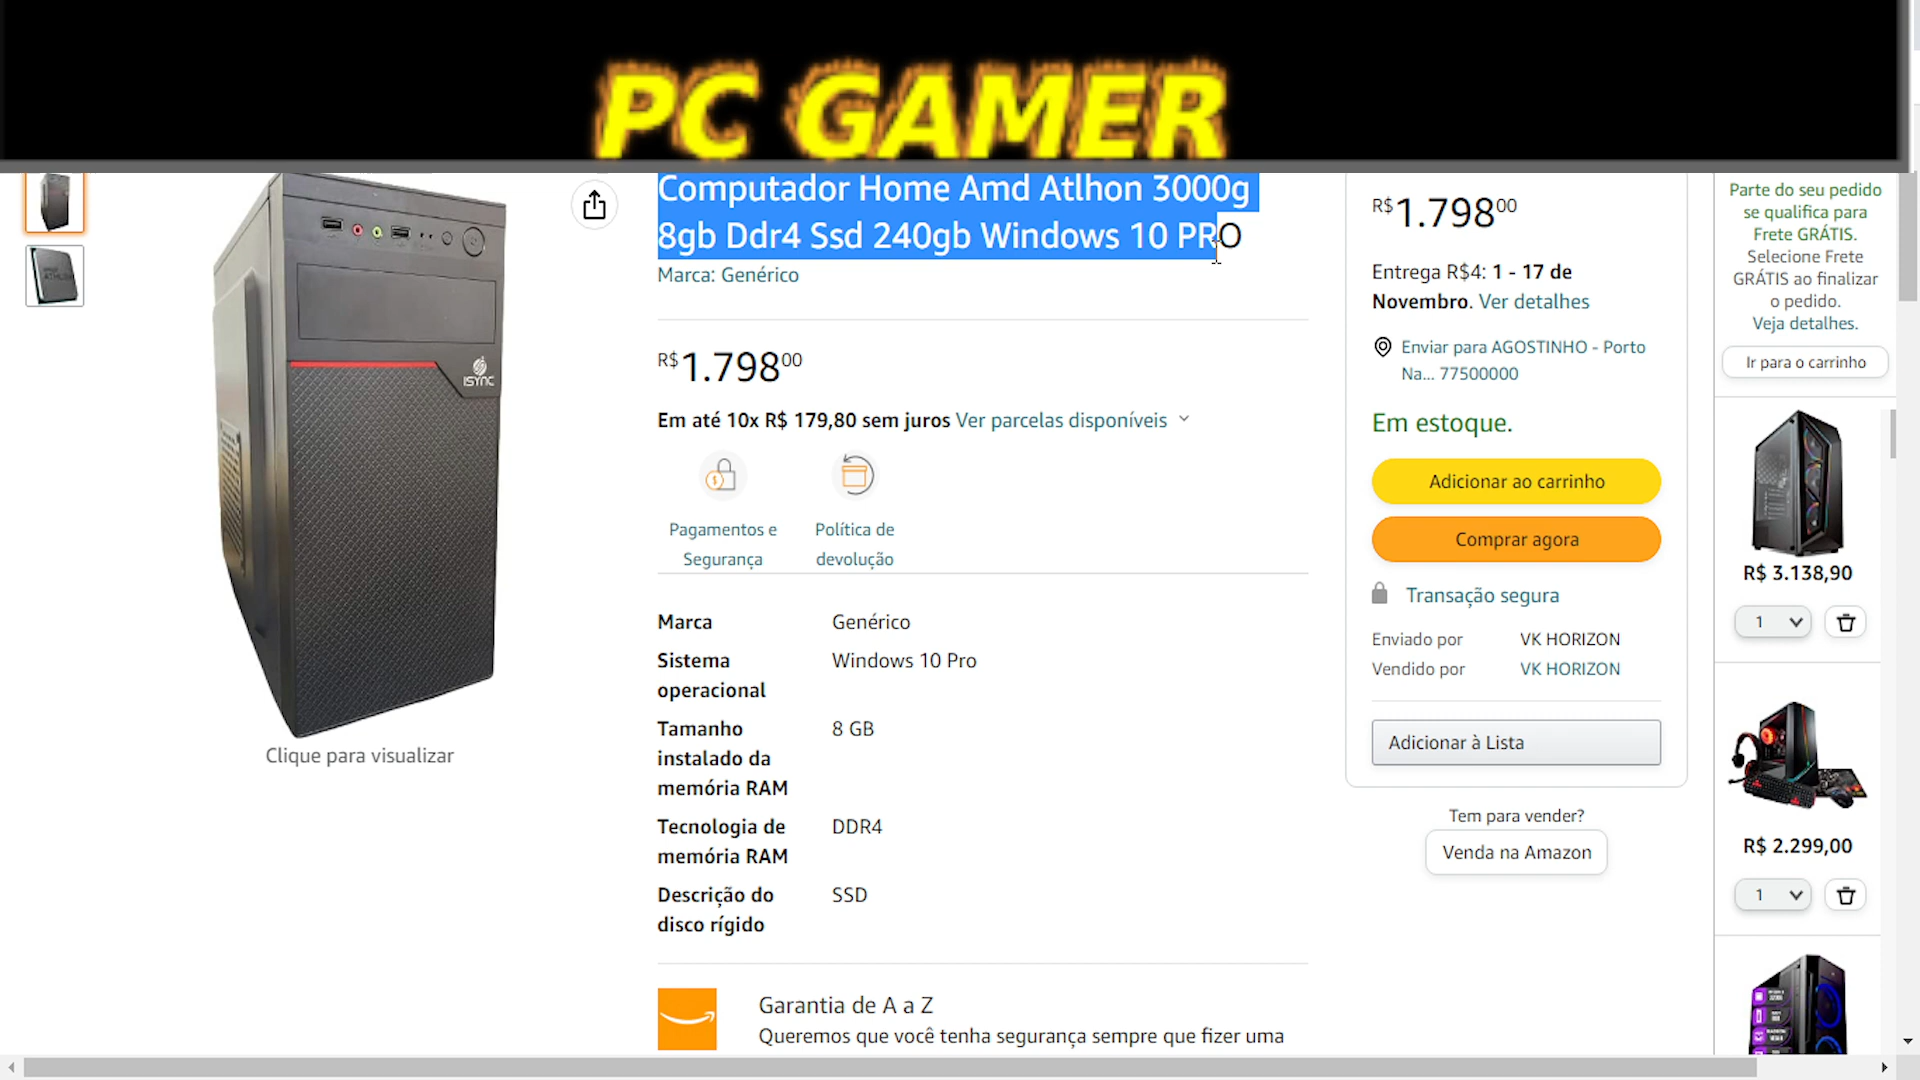 PC GAMER
Computador Home Amd Atlhon 3000g
8gb Ddr4 Ssd 240gb Windows 10 PRO
Marca: Genérico
R$1.79800
Em até 10x R$ 179,80 sem juros Ver parcelas disponíveis
Pagamentos e
Segurança
Política de
devolução
Marca Genérico
Sistema Windows 10 Pro
operacional
Tamanho 8 GB
instalado da
memória RAM
Tecnologia de DDR4
memória RAM
Descrição do SSD
disco rígido
Garantia de A a Z
Queremos que você tenha segurança sempre que fizer uma
ISYNC
Clique para visualizar
R$1.79800
Entrega R$4: 1 - 17 de
Novembro. Ver detalhes
Enviar para AGOSTINHO - Porto
Na... 77500000
Em estoque.
Adicionar ao carrinho
Comprar agora
Transação segura
Enviado por VK HORIZON
Vendido por VK HORIZON
Adicionar à Lista
Tem para vender?
Venda na Amazon
Parte do seu pedido
se qualifica para
Frete GRÁTIS.
Selecione Frete
GRÁTIS ao finalizar
o pedido.
Veja detalhes.
Ir para o carrinho
R$ 3.138,90
1
R$ 2.299,00
1